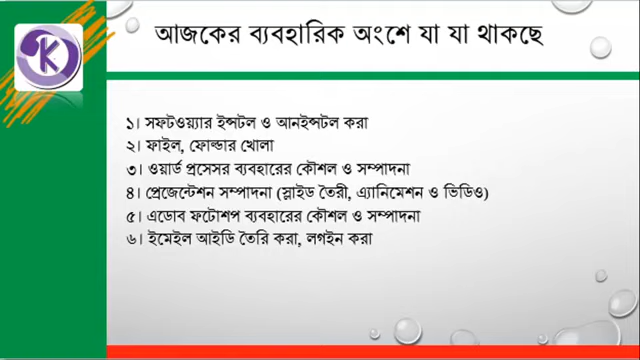 K
আজকের ব্যবহারিক অংশে যা যা থাকছে
১। সফটওয়্যার ইন্সটল ও আনইন্সটল করা
২। ফাইল, ফোল্ডার খোলা
৩। ওয়ার্ড প্রসেসর ব্যবহারের কৌশল ও সম্পাদনা
৪। প্রেজেন্টেশন সম্পাদনা (স্লাইড তৈরী, এ্যানিমেশন ও ভিডিও)
৫। এডোব ফটোশপ ব্যবহারের কৌশল ও সম্পাদনা
৬। ইমেইল আইডি তৈরি করা, লগইন করা